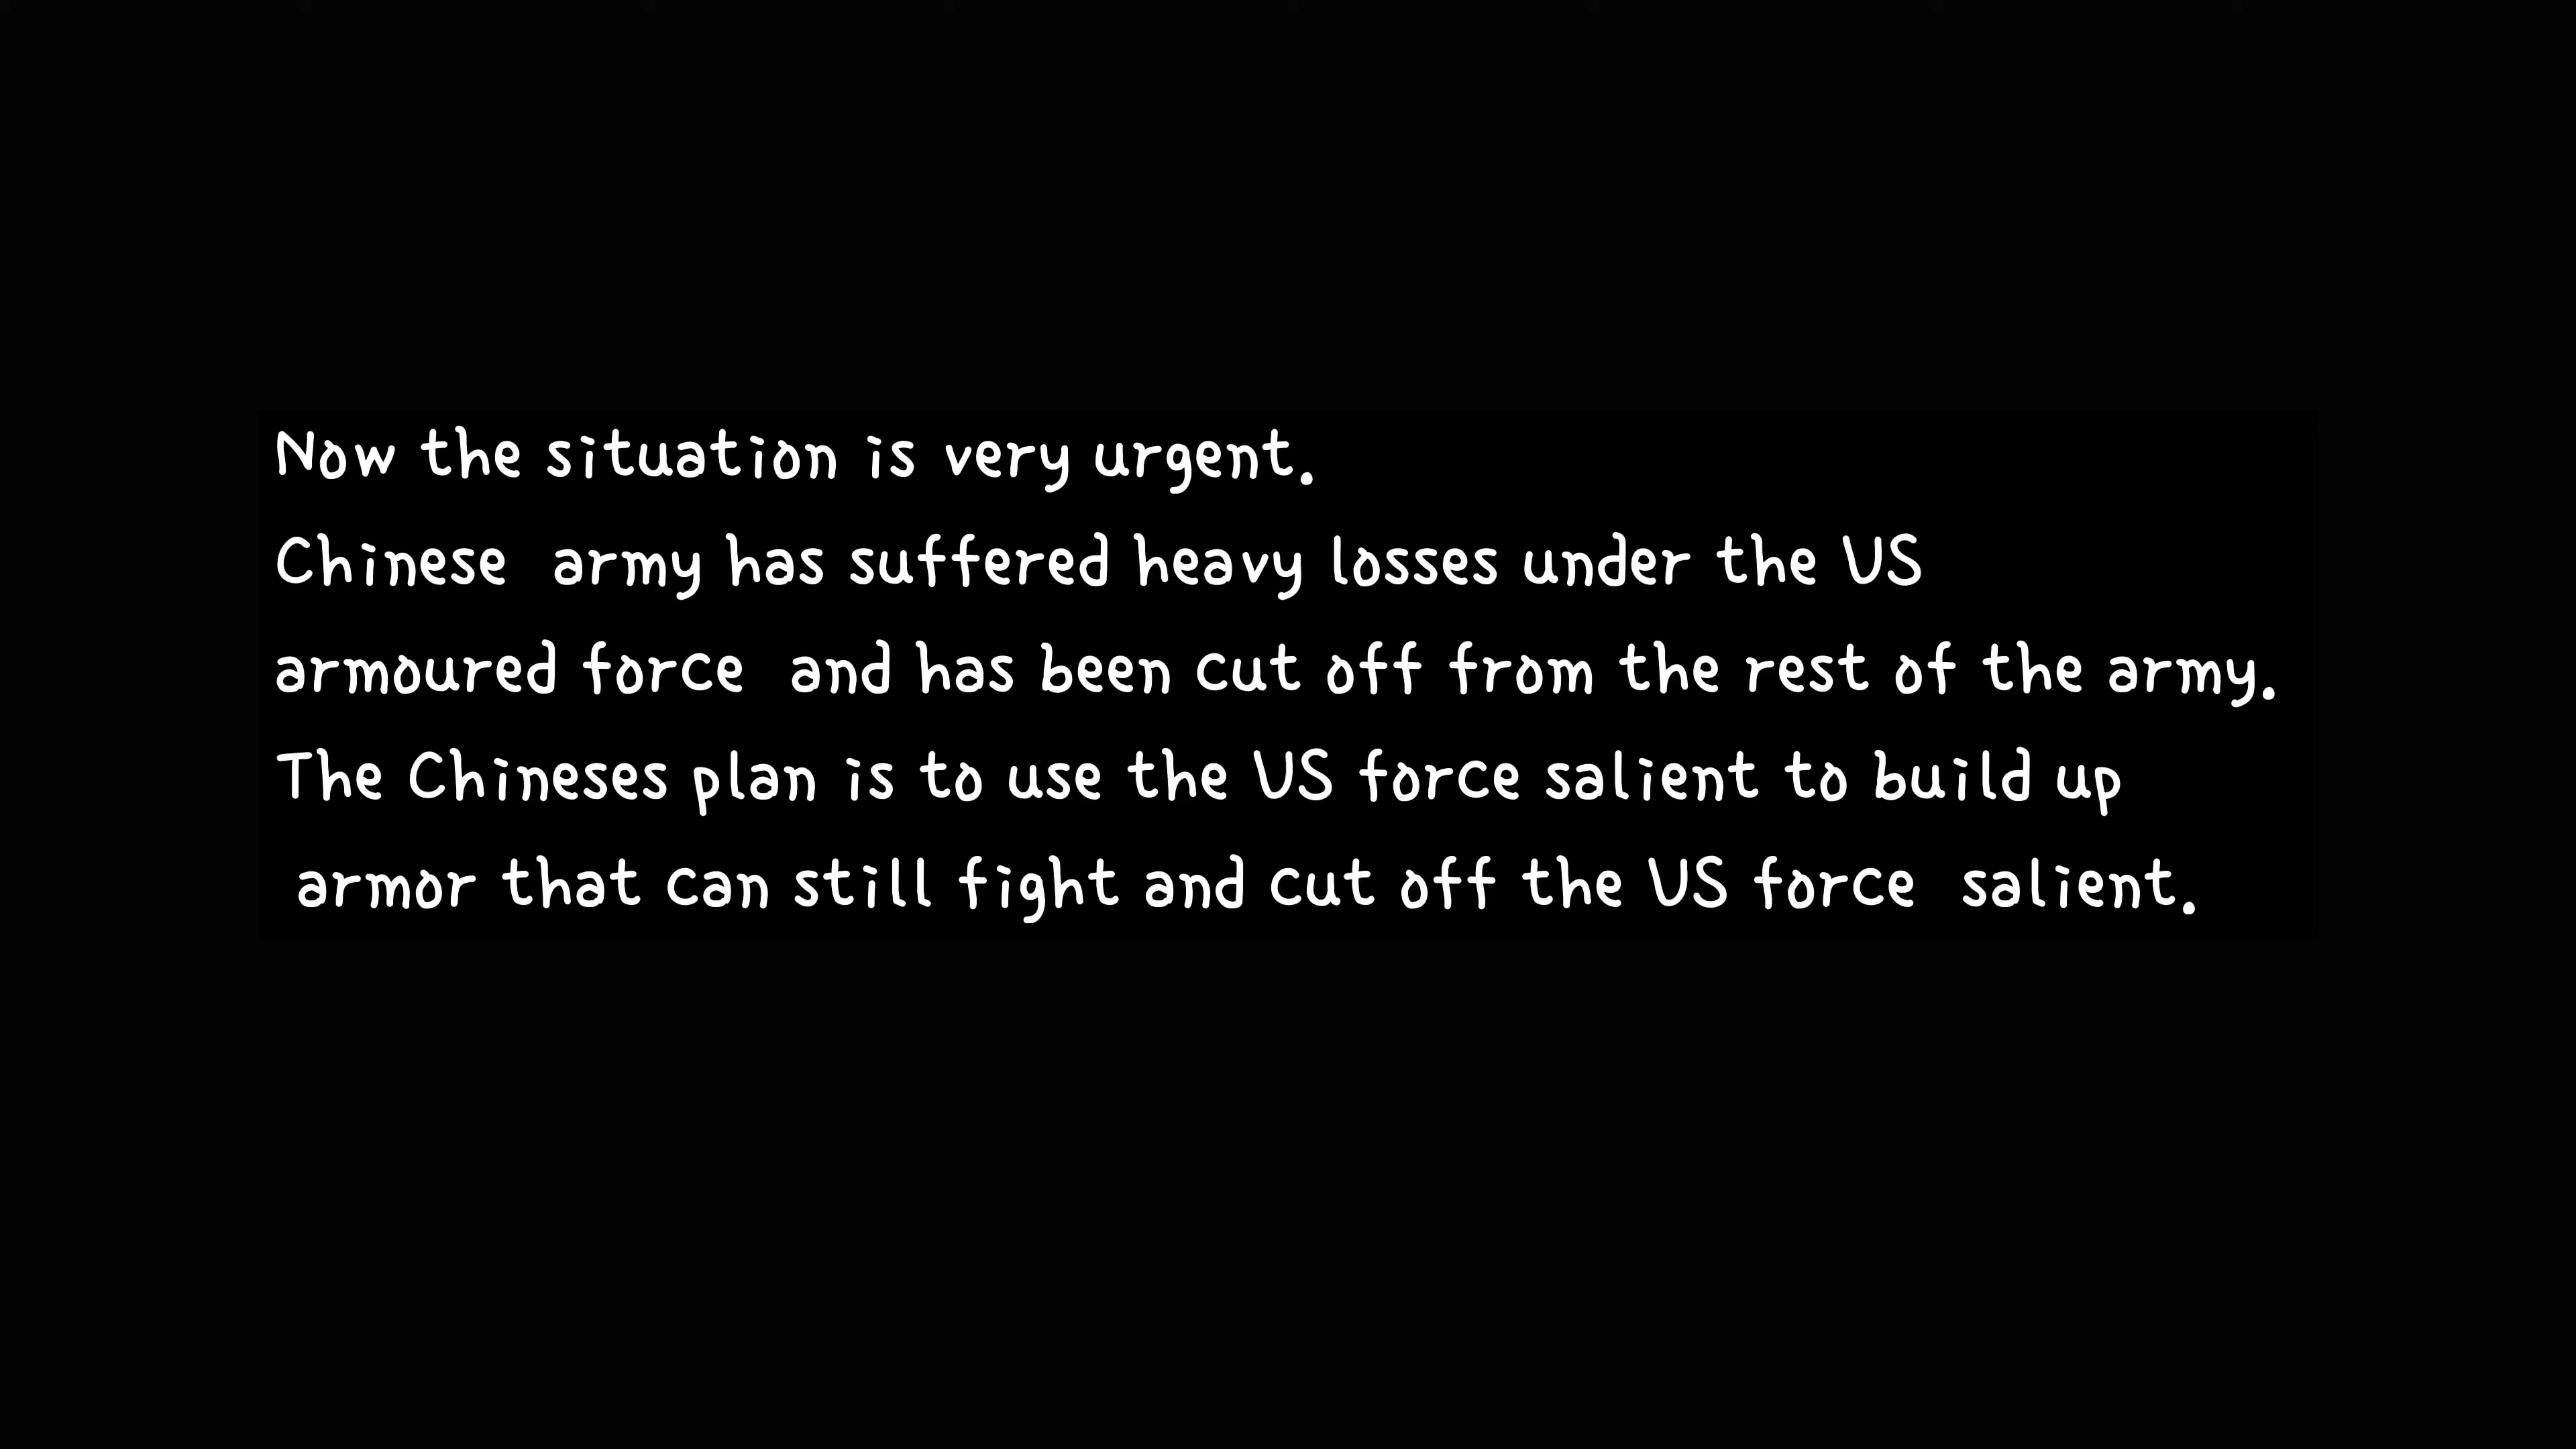 Now the situation is very urgent.
Chinese  army has suffered heavy losses under the US
armoured force  and has been cut off from the rest of the army.
The Chineses plan is to use the US force salient to build up
armor that can still fight and cut off the US force  salient.